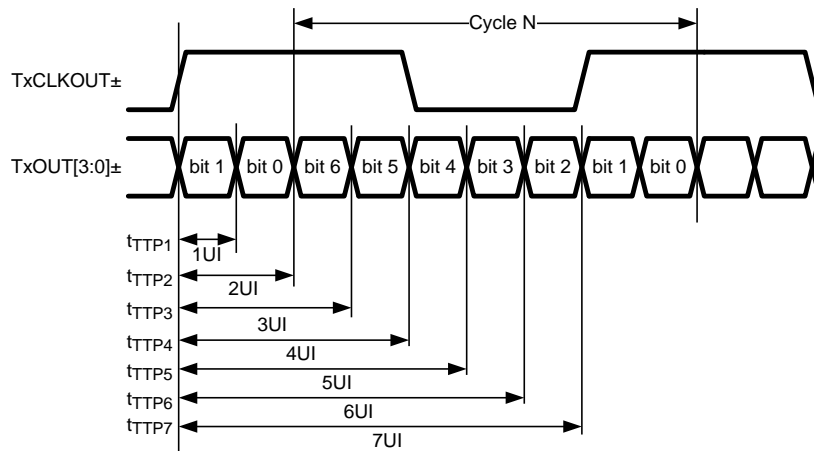 Cycle N
TxCLKOUT±
TxOUT[3:0]± bit 1 bit 0 bit 6 bit 5 bit 4 bit 3 bit 2 bit 1 bit 0
tTTP1
1UI
tTTP2
2UI
tTTP3
3UI
tTTP4
4UI
tTTP5
5UI
tTTP6
6UI
tTTP7
7UI